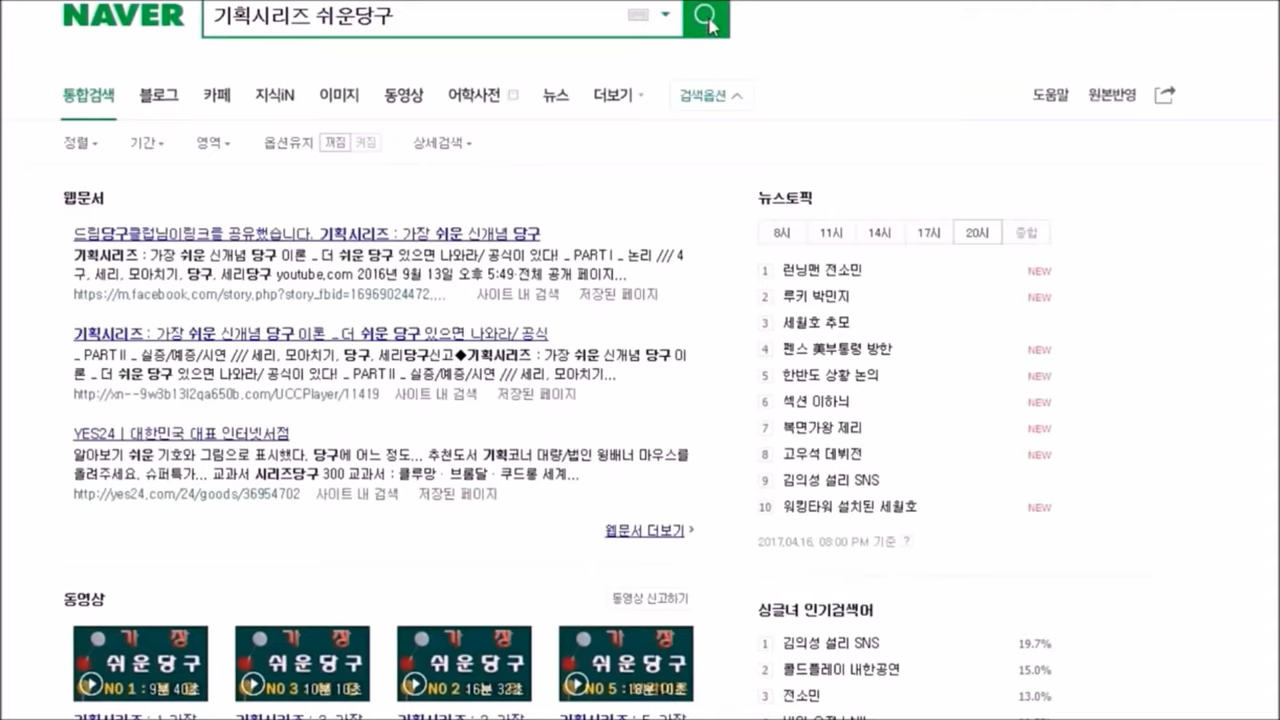 NAVER
기획시리즈 쉬운당구
통합검색 블로그 카페 지식iN 이미지 동영상 어학사전 뉴스 더보기 검색옵션
도움말 원본반영
정렬 기간 영역 옵션유지 꺼짐 켜짐 상세검색
웹문서
드림당구클럽님이링크를 공유했습니다. 기획시리즈 : 가장 쉬운 신개념 당구
기획시리즈 : 가장 쉬운 신개념 당구 이론 _ 더 쉬운 당구 있으면 나와라/ 공식이 있다! _ PART I _ 논리 /// 4
구, 세리, 모아치기, 당구, 세리당구 youtube.com 2016년 9월 13일 오후 5:49·전체 공개 페이지...
https://m.facebook.com/story.php?story_fbid=16969024472.... 사이트 내 검색 저장된 페이지
기획시리즈 : 가장 쉬운 신개념 당구 이론 _ 더 쉬운 당구 있으면 나와라/ 공식
_ PART II _ 실증/예증/시연 /// 세리, 모아치기, 당구, 세리당구신고◆기획시리즈 : 가장 쉬운 신개념 당구 이
론 _ 더 쉬운 당구 있으면 나와라/ 공식이 있다! _ PART II _ 실증/예증/시연 /// 세리, 모아치기...
http://xn--9w3b13l2qa650b.com/UCCPlayer/11419 사이트 내 검색 저장된 페이지
YES24 | 대한민국 대표 인터넷서점
알아보기 쉬운 기호와 그림으로 표시했다. 당구에 어느 정도... 추천도서 기획코너 대량/법인 윙배너 마우스를
올려주세요. 슈퍼특가... 교과서 시리즈당구 300 교과서 : 클루망 · 브롬달 · 쿠드롱 세계...
http://yes24.com/24/goods/36954702 사이트 내 검색 저장된 페이지
웹문서 더보기
동영상
동영상 신고하기
가장 가장 가장 가장
쉬운당구 쉬운당구 쉬운당구 쉬운당구
NO 1 : 9분 40초 NO 3 10분 10초 NO 2 16분 NO 5 :
뉴스토픽
8시 11시 14시 17시 20시 종합
1 런닝맨 전소민 NEW
2 루키 박민지 NEW
3 세월호 추모
4 펜스 美부통령 방한 NEW
5 한반도 상황 논의 NEW
6 섹션 이하늬 NEW
7 복면가왕 제리 NEW
8 고우석 데뷔전 NEW
9 김의성 설리 SNS
10 워킹타워 설치된 세월호 NEW
2017.04.16. 08:00 PM 기준 ?
싱글녀 인기검색어
1 김의성 설리 SNS 19.7%
2 콜드플레이 내한공연 15.0%
3 전소민 13.0%